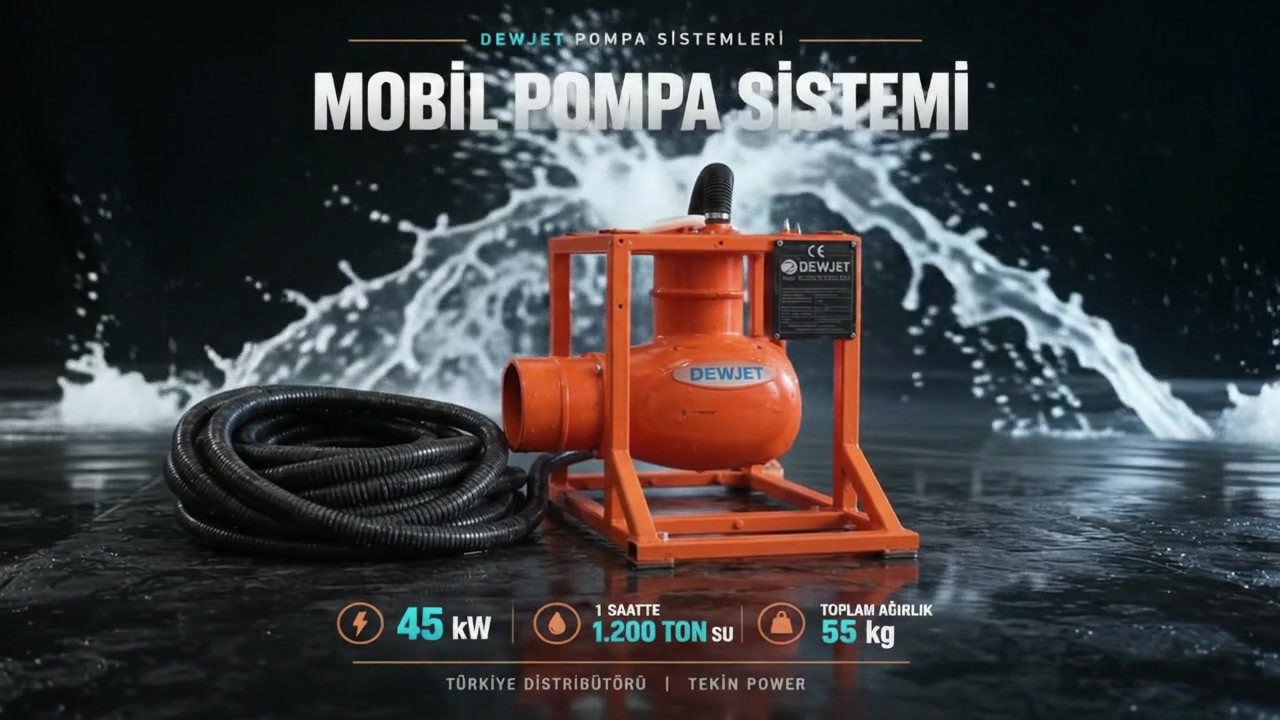 DEWJET POMPA SİSTEMLERİ
MOBİL POMPA SİSTEMİ
CE
DEWJET
DEWJET
45 kW
1 SAATTE
1.200 TON SU
TOPLAM AĞIRLIK
55 kg
TÜRKİYE DİSTRİBÜTÖRÜ | TEKİN POWER